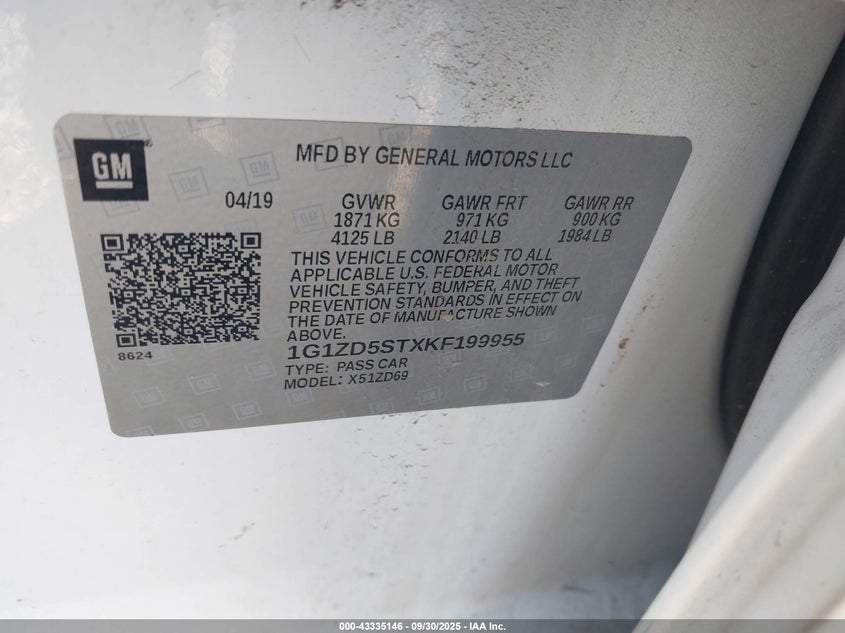 GM
MFD BY GENERAL MOTORS LLC
04/19 GVWR GAWR FRT GAWR RR
1871 KG 971 KG 900 KG
4125 LB 2140 LB 1984 LB
THIS VEHICLE CONFORMS TO ALL
APPLICABLE U.S. FEDERAL MOTOR
VEHICLE SAFETY, BUMPER, AND THEFT
PREVENTION STANDARDS IN EFFECT ON
THE DATE OF MANUFACTURE SHOWN
ABOVE.
8624
1G1ZD5STXKF199955
TYPE: PASS CAR
MODEL: X51ZD69
000-43335146 - 09/30/2025 - IAA Inc.